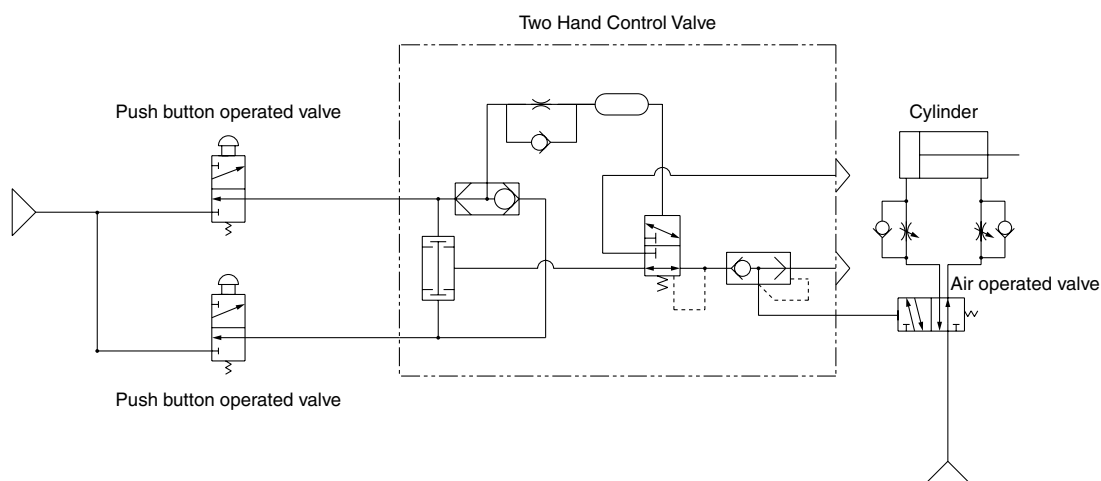 Two Hand Control Valve
Push button operated valve
Cylinder
Air operated valve
Push button operated valve